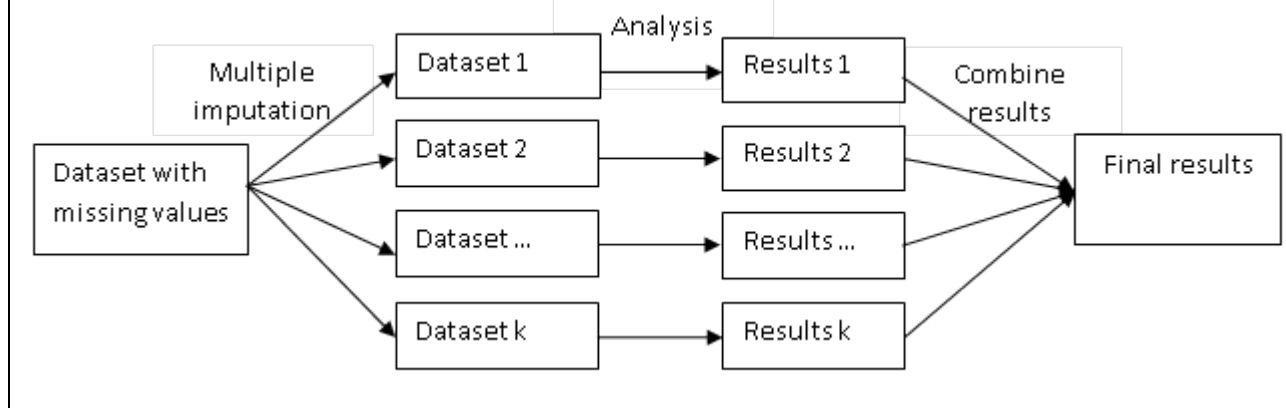 Analysis
Multiple
imputation
Dataset 1
Results 1
Combine
results
Dataset 2
Results 2
Dataset with
missing values
Final results
Dataset ...
Results ...
Dataset k
Results k